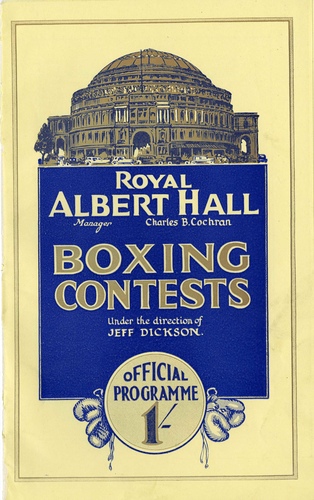 ROYAL
ALBERT HALL
Manager Charles B. Cochran
BOXING
CONTESTS
Under the direction of
JEFF DICKSON.
OFFICIAL
PROGRAMME
1/-